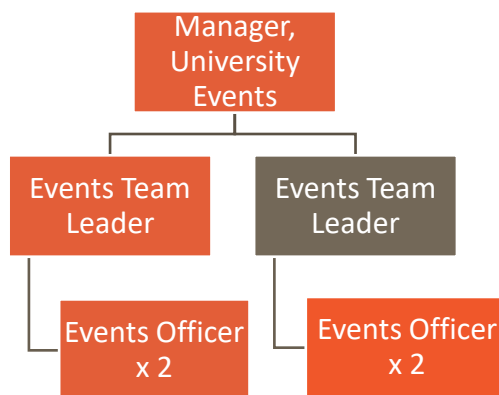 Manager,
University
Events
Events Team
Leader
Events Team
Leader
Events Officer
x 2
Events Officer
x 2